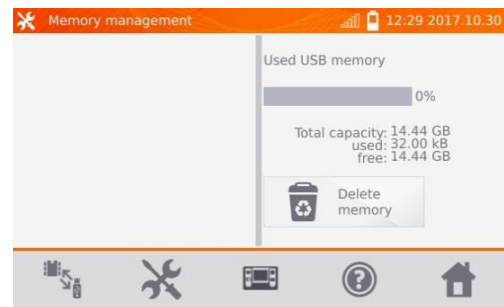 Memory management
12:29 2017.10.30
Used USB memory
0%
Total capacity: 14.44 GB
used: 32.00 kB
free: 14.44 GB
Delete
memory
?